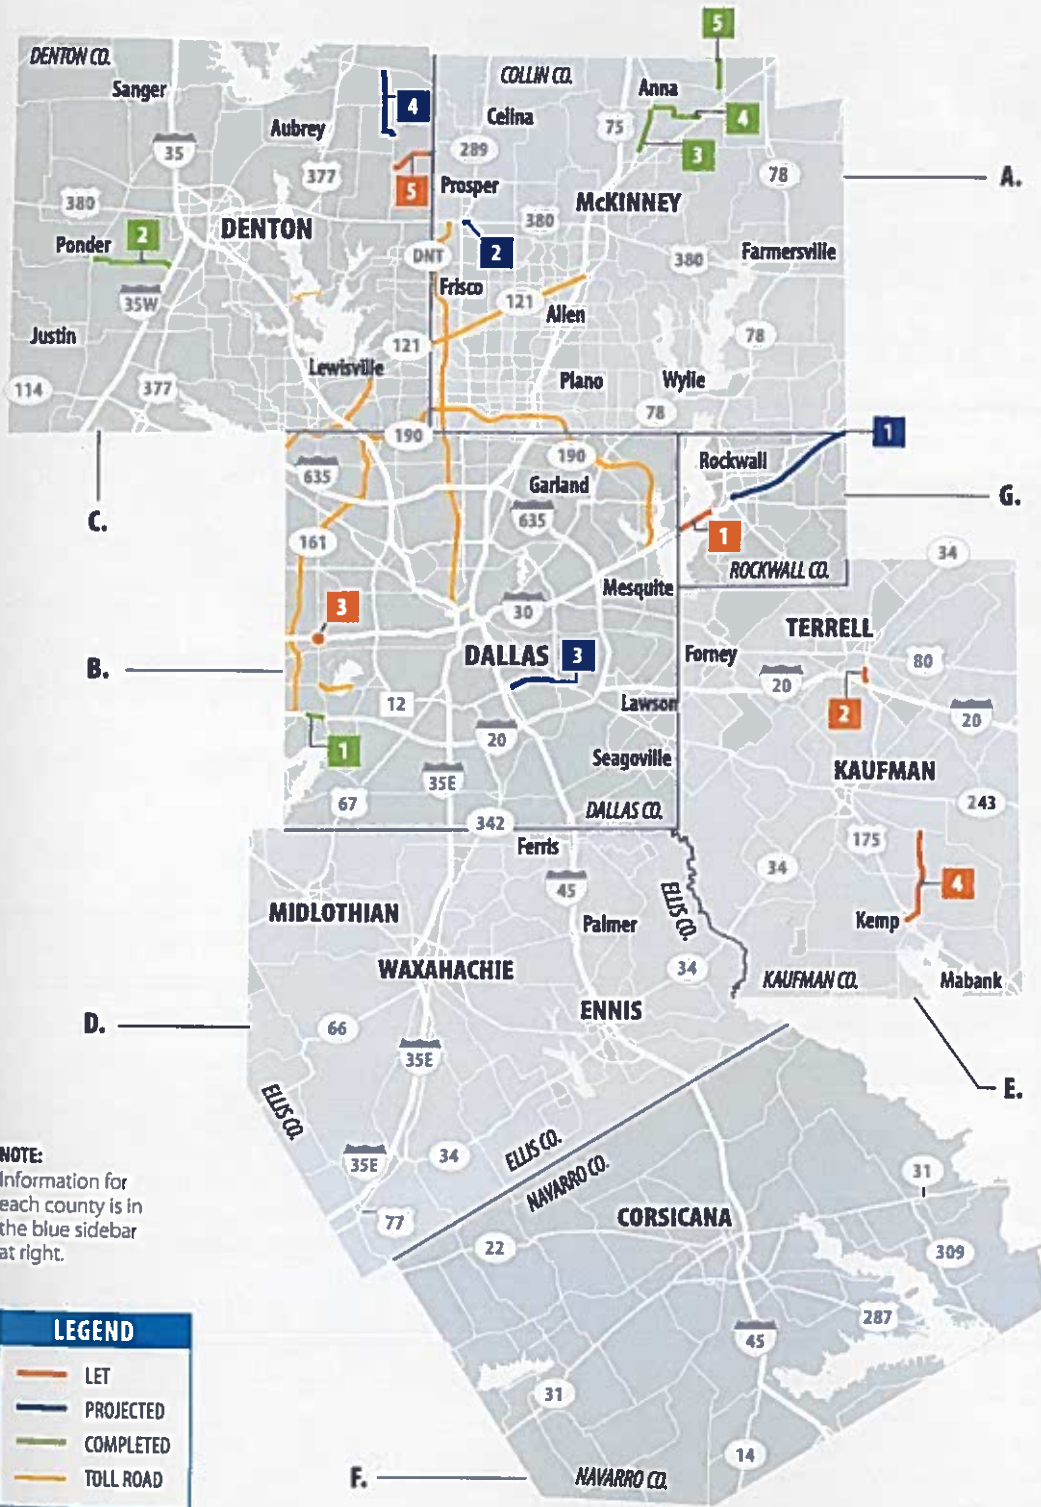 5
DENTON CO.
COLLIN CO.
Sanger
Anna
4
Celina
4
Aubrey
75
35
289
3
377
78
A.
5
Prosper
McKINNEY
380
380
2
DENTON
Ponder
2
DNT
380
Farmersville
35W
Frisco
121
Allen
Justin
121
78
Lewisville
Plano
Wylie
114
377
78
190
1
190
Rockwall
635
Garland
G.
C.
635
1
161
34
ROCKWALL CO.
Mesquite
3
30
TERRELL
DALLAS
3
Forney
80
B.
20
12
Lawson
2
20
20
1
Seagoville
KAUFMAN
35E
67
DALLAS CO.
243
342
Ferris
175
34
45
4
MIDLOTHIAN
ELLIS CO.
Palmer
Kemp
WAXAHACHIE
34
KAUFMAN CO.
Mabank
ENNIS
D.
66
35E
E.
ELLIS CO.
ELLIS CO.
NOTE:
Information for
each county is in
the blue sidebar
at right.
35E
34
NAVARRO CO.
31
77
CORSICANA
22
309
LEGEND
LET
PROJECTED
COMPLETED
TOLL ROAD
287
45
31
14
F.
NAVARRO CO.